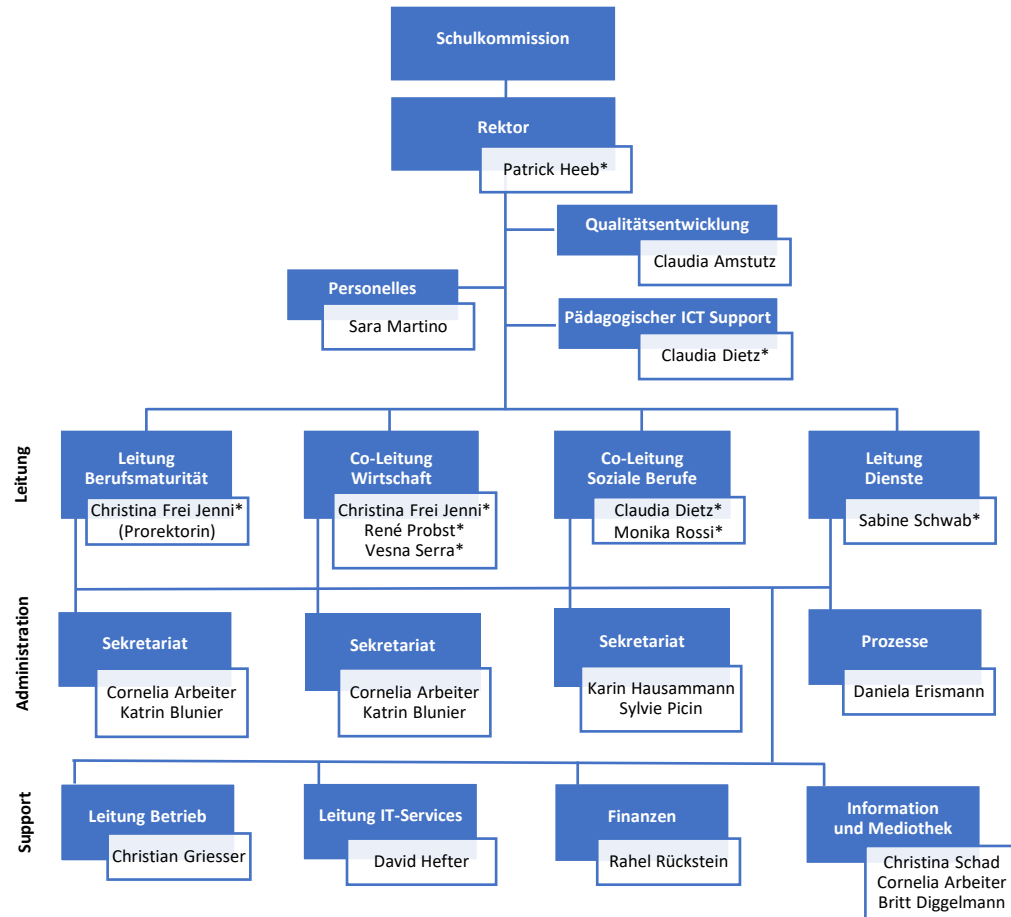 Schulkommission
Rektor
Patrick Heeb*
Qualitätsentwicklung
Claudia Amstutz
Personelles
Sara Martino
Pädagogischer ICT Support
Claudia Dietz*
Leitung
Leitung
Berufsmaturität
Christina Frei Jenni*
(Prorektorin)
Co-Leitung
Wirtschaft
Christina Frei Jenni*
René Probst*
Vesna Serra*
Co-Leitung
Soziale Berufe
Claudia Dietz*
Monika Rossi*
Leitung
Dienste
Sabine Schwab*
Administration
Sekretariat
Cornelia Arbeiter
Katrin Blunier
Sekretariat
Cornelia Arbeiter
Katrin Blunier
Sekretariat
Karin Hausammann
Sylvie Picin
Prozesse
Daniela Erismann
Support
Leitung Betrieb
Christian Griesser
Leitung IT-Services
David Hefter
Finanzen
Rahel Rückstein
Information
und Mediothek
Christina Schad
Cornelia Arbeiter
Britt Diggelmann